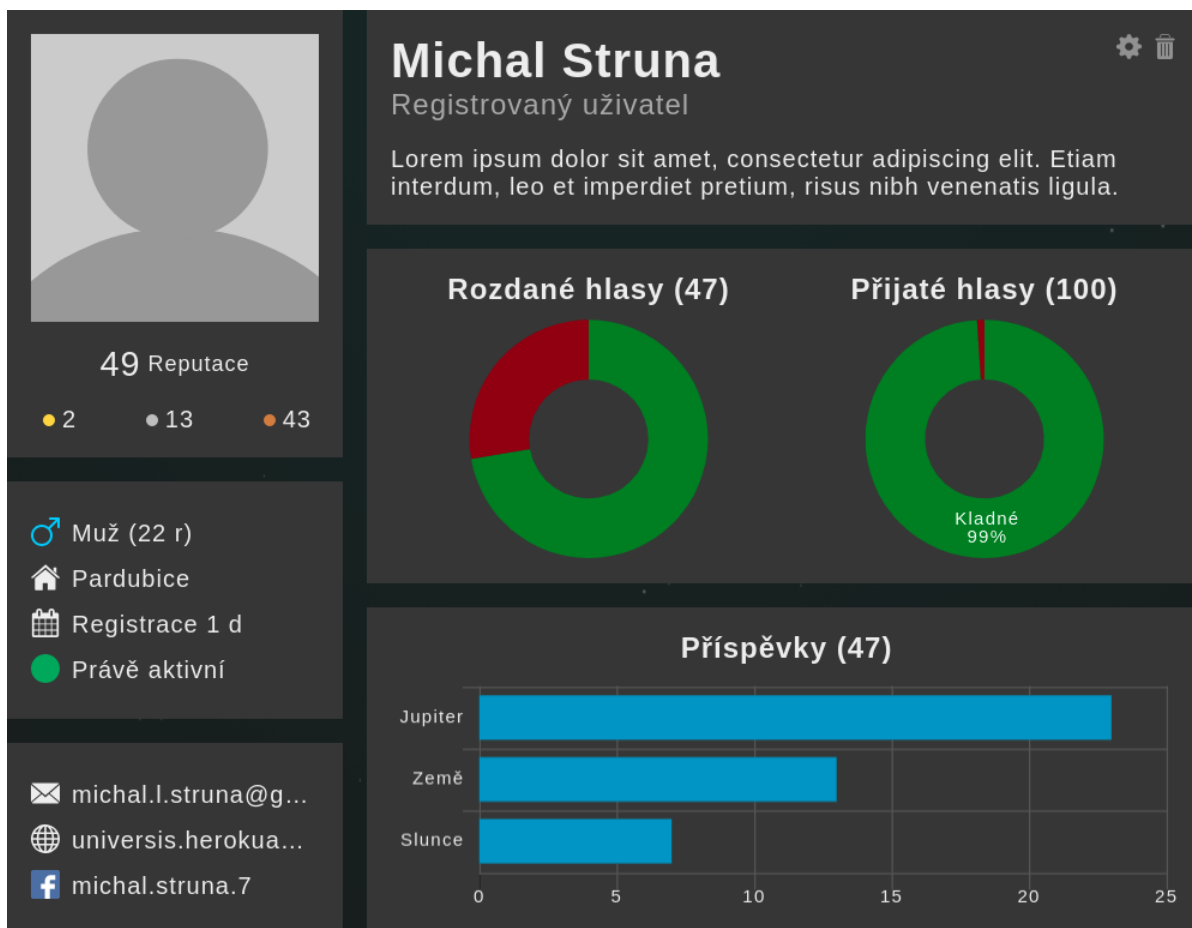 Michal Struna
Registrovaný uživatel
Lorem ipsum dolor sit amet, consectetur adipiscing elit. Etiam
interdum, leo et imperdiet pretium, risus nibh venenatis ligula.
49 Reputace
2 13 43
Muž (22 r)
Pardubice
Registrace 1 d
Právě aktivní
michal.l.struna@g...
universis.herokua...
michal.struna.7
Rozdané hlasy (47)
Přijaté hlasy (100)
Kladné
99%
Příspěvky (47)
Jupiter
Země
Slunce
0 5 10 15 20 25